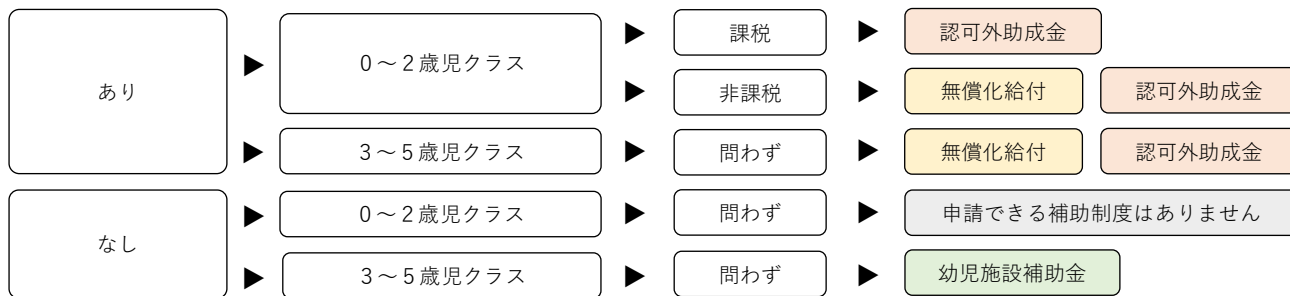 あり
0~2歳児クラス
▶ 課税 ▶ 認可外助成金
▶ 非課税 ▶ 無償化給付 認可外助成金
▶ 3~5歳児クラス ▶ 問わず ▶ 無償化給付 認可外助成金
なし
▶ 0~2歳児クラス ▶ 問わず ▶ 申請できる補助制度はありません
▶ 3~5歳児クラス ▶ 問わず ▶ 幼児施設補助金